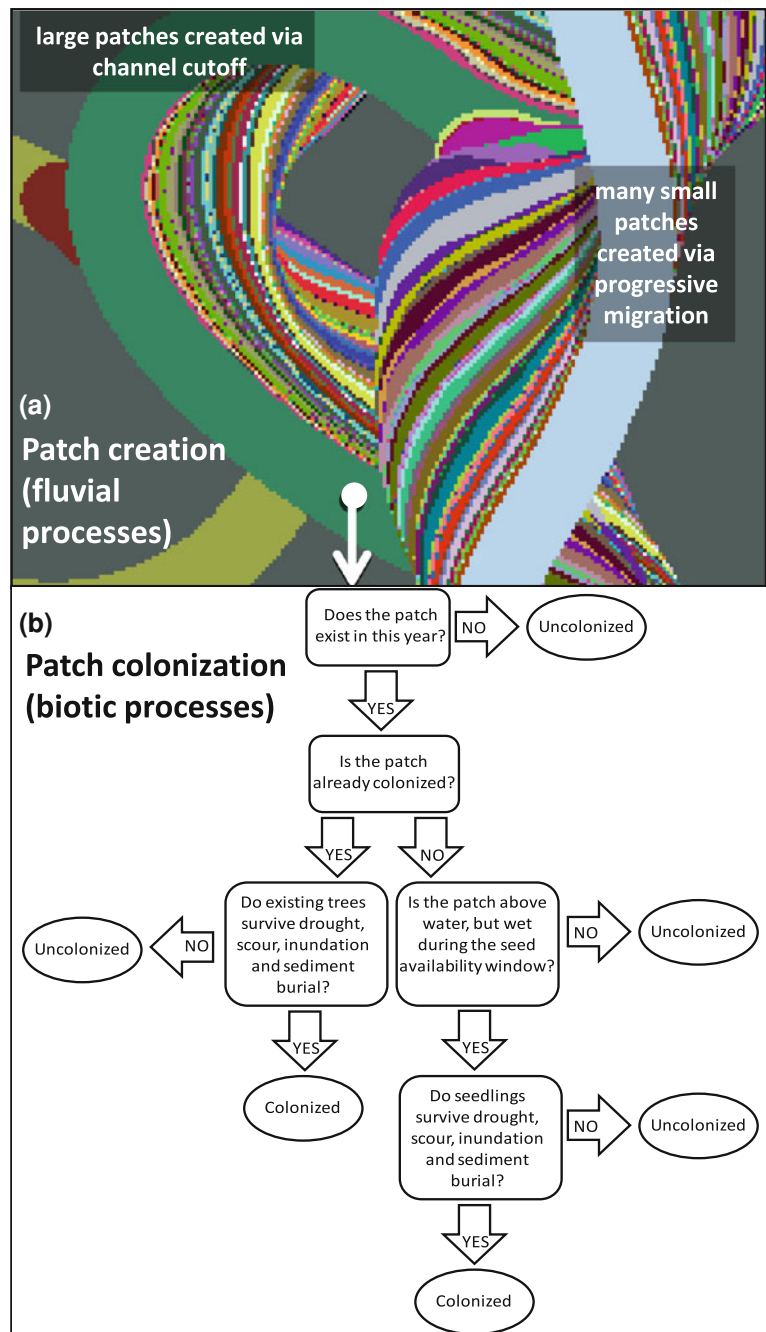 large patches created via
channel cutoff
many small
patches
created via
progressive
migration
(a)
Patch creation
(fluvial
processes)
(b)
Patch colonization
(biotic processes)
Does the patch
exist in this year?
NO
Uncolonized
YES
Is the patch
already colonized?
YES
NO
Do existing trees
survive drought,
scour, inundation
and sediment
burial?
NO
Uncolonized
Is the patch above
water, but wet
during the seed
availability window?
NO
Uncolonized
YES
Colonized
YES
Do seedlings
survive drought,
scour, inundation
and sediment
burial?
NO
Uncolonized
YES
Colonized